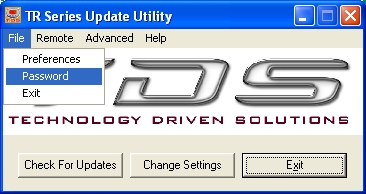 TR Series Update Utility
File Remote Advanced Help
Preferences
Password
Exit
TDS
TECHNOLOGY DRIVEN SOLUTIONS
Check For Updates Change Settings Exit